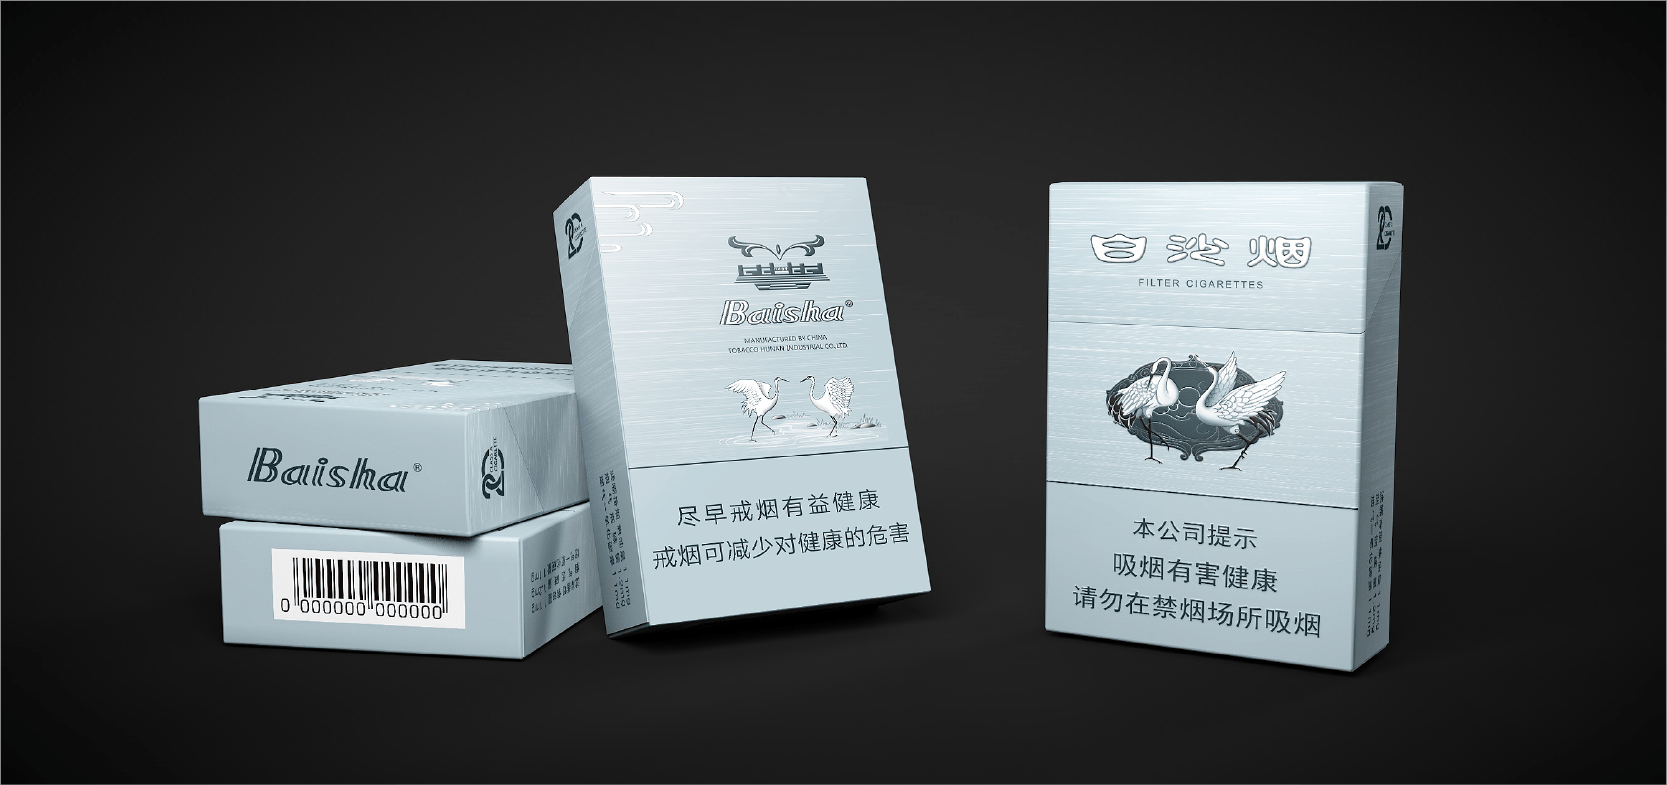 Baisha®
0 000000 000000
20
CLASS A
CIGARETTE
Baisha®
MANUFACTURED BY CHINA
TOBACCO HUNAN INDUSTRIAL CO.,LTD.
尽早戒烟有益健康
戒烟可减少对健康的危害
白沙烟
FILTER CIGARETTES
本公司提示
吸烟有害健康
请勿在禁烟场所吸烟